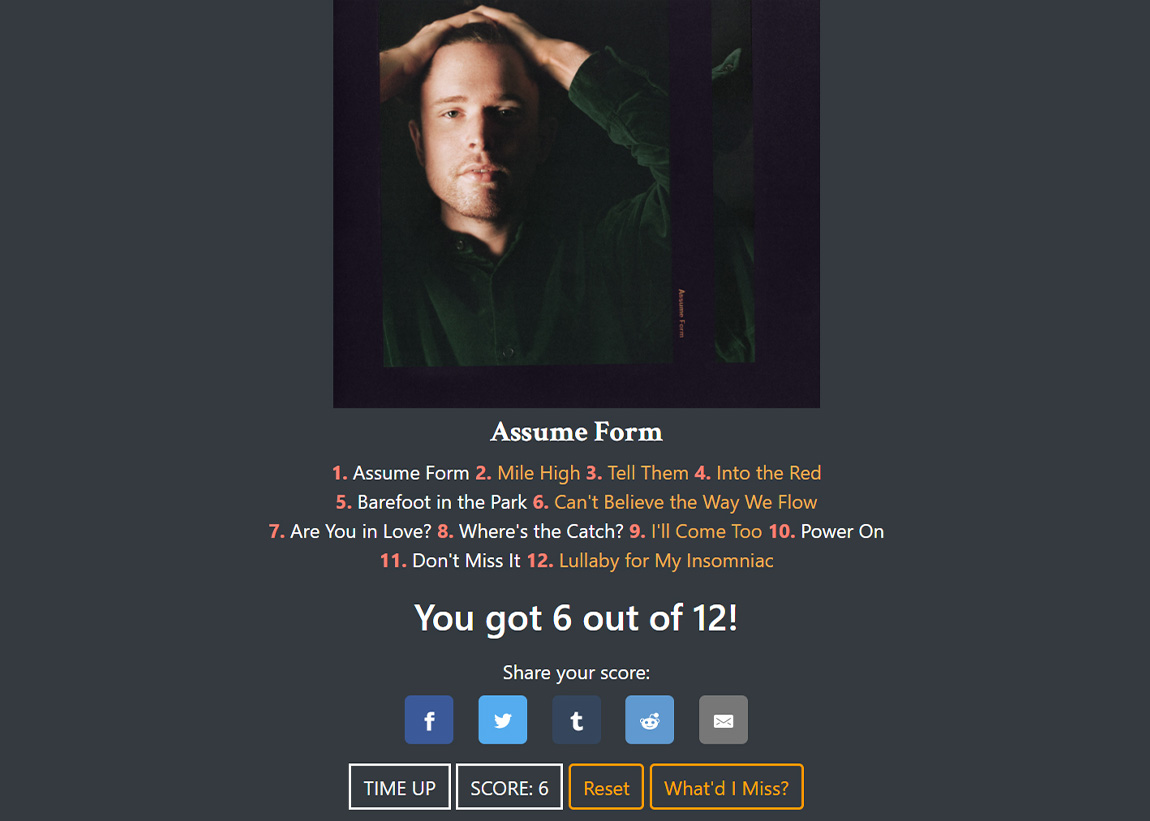 Assume Form
Assume Form
1. Assume Form 2. Mile High 3. Tell Them 4. Into the Red
5. Barefoot in the Park 6. Can't Believe the Way We Flow
7. Are You in Love? 8. Where's the Catch? 9. I'll Come Too 10. Power On
11. Don't Miss It 12. Lullaby for My Insomniac
You got 6 out of 12!
Share your score:
f t
TIME UP SCORE: 6 Reset What'd I Miss?